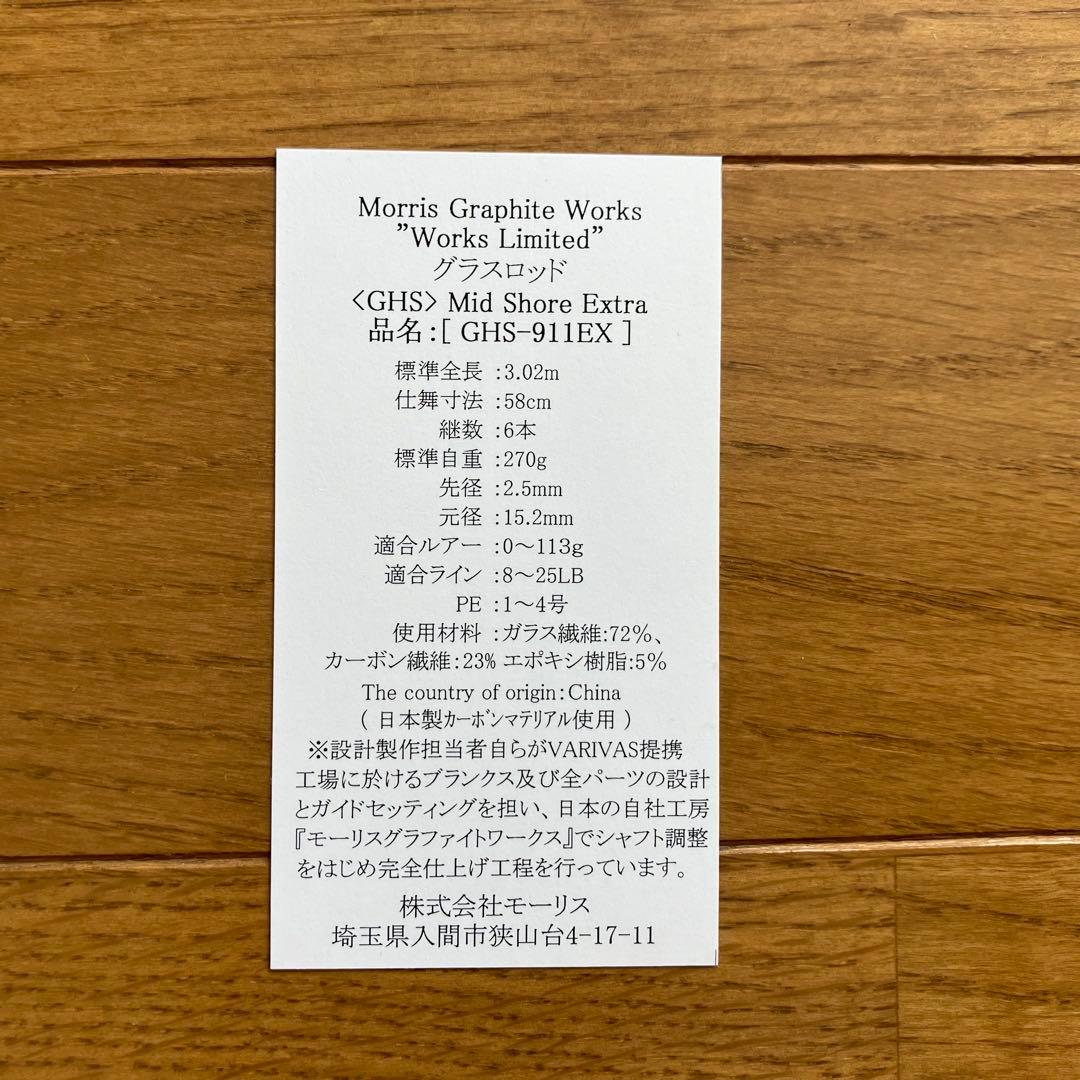 Morris Graphite Works
”Works Limited”
グラスロッド
<GHS> Mid Shore Extra
品名:[ GHS-911EX ]
標準全長 :3.02m
仕舞寸法 :58cm
継数 :6本
標準自重 :270g
先径 :2.5mm
元径 :15.2mm
適合ルアー :0〜113g
適合ライン :8〜25LB
PE :1〜4号
使用材料 :ガラス繊維:72%、
カーボン繊維:23% エポキシ樹脂:5%
The country of origin:China
( 日本製ｶｰﾎﾞﾝﾏﾃﾘｱﾙ使用 )
※設計製作担当者自らがVARIVAS提携
工場に於けるブランクス及び全パーツの設計
とガイドセッティングを担い、日本の自社工房
『モーリスグラファイトワークス』でシャフト調整
をはじめ完全仕上げ工程を行っています。
株式会社モーリス
埼玉県入間市狭山台4-17-11